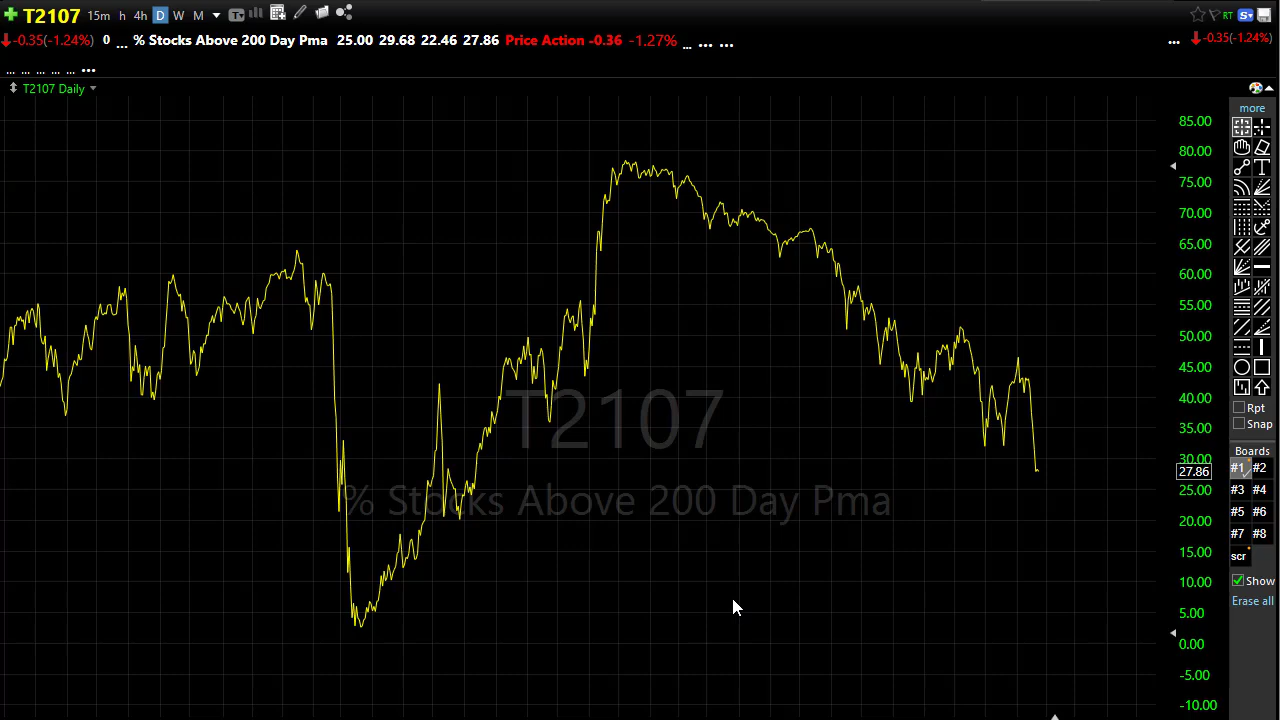 T2107 15m h 4h D W M T RT S
-0.35(-1.24%) 0 ... % Stocks Above 200 Day Pma 25.00 29.68 22.46 27.86 Price Action -0.36 -1.27% ... ... ... ... -0.35(-1.24%)
... ... ... ... ... ...
T2107 Daily
more
T
85.00
80.00
75.00
70.00
65.00
60.00
55.00
50.00
45.00
40.00
35.00
30.00
27.86
25.00
20.00
15.00
10.00
5.00
0.00
-5.00
-10.00
T2107
% Stocks Above 200 Day Pma
Rpt
Snap
Boards
#1 #2
#3 #4
#5 #6
#7 #8
scr
Show
Erase all